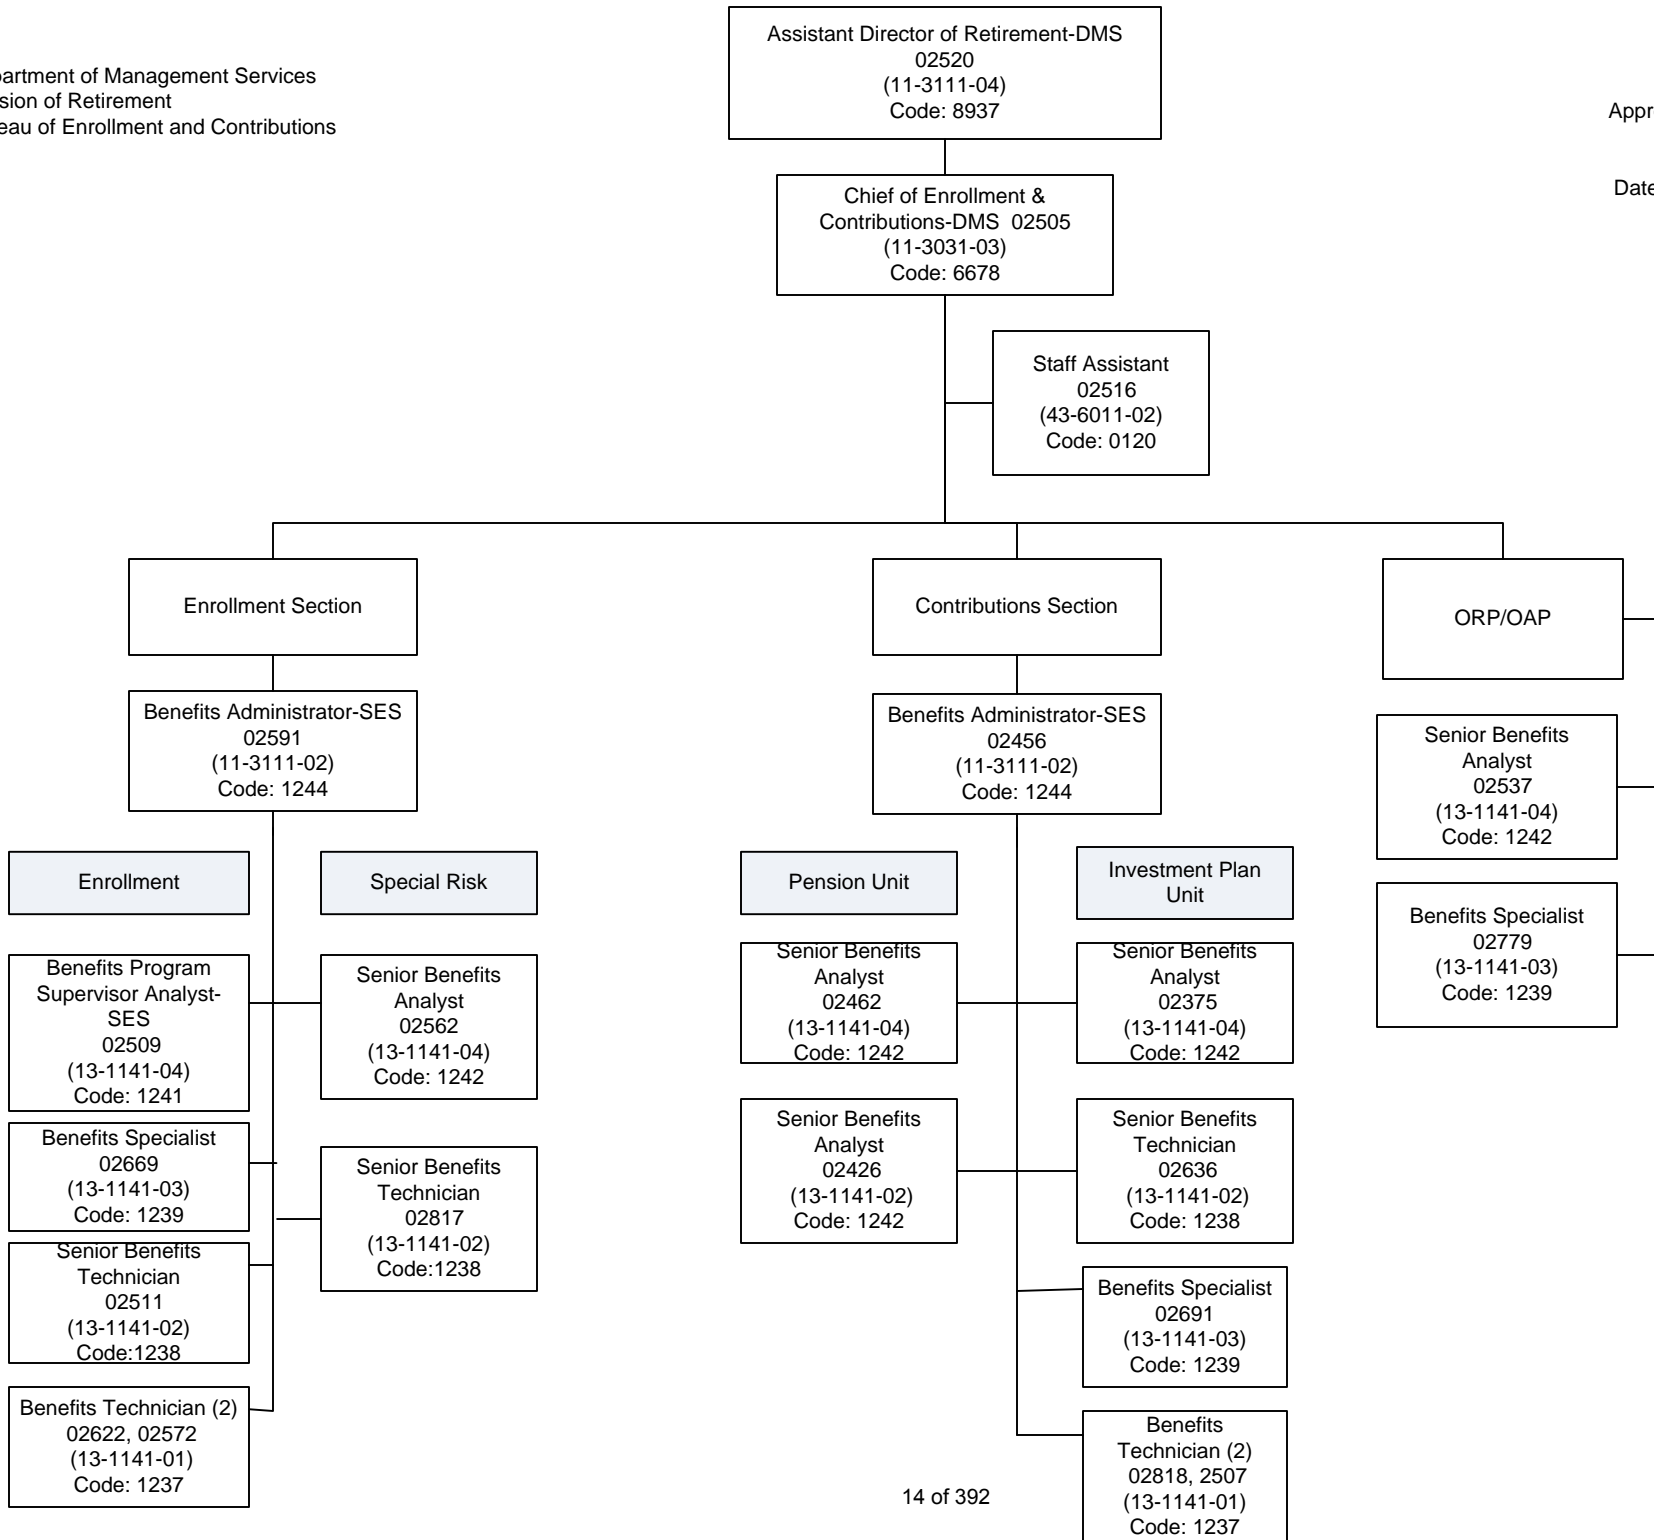 Assistant Director of Retirement-DMS
02520
(11-3111-04)
Code: 8937
artment of Management Services
sion of Retirement
eau of Enrollment and Contributions
Appr
Date
Chief of Enrollment &
Contributions-DMS 02505
(11-3031-03)
Code: 6678
Staff Assistant
02516
(43-6011-02)
Code: 0120
Enrollment Section
Contributions Section
ORP/OAP
Benefits Administrator-SES
02591
(11-3111-02)
Code: 1244
Benefits Administrator-SES
02456
(11-3111-02)
Code: 1244
Senior Benefits
Analyst
02537
(13-1141-04)
Code: 1242
Benefits Specialist
02779
(13-1141-03)
Code: 1239
Enrollment
Special Risk
Pension Unit
Investment Plan
Unit
Benefits Program
Supervisor Analyst-
SES
02509
(13-1141-04)
Code: 1241
Senior Benefits
Analyst
02562
(13-1141-04)
Code: 1242
Senior Benefits
Analyst
02462
(13-1141-04)
Code: 1242
Senior Benefits
Analyst
02375
(13-1141-04)
Code: 1242
Benefits Specialist
02669
(13-1141-03)
Code: 1239
Senior Benefits
Technician
02817
(13-1141-02)
Code:1238
Senior Benefits
Analyst
02426
(13-1141-02)
Code: 1242
Senior Benefits
Technician
02636
(13-1141-02)
Code: 1238
Senior Benefits
Technician
02511
(13-1141-02)
Code:1238
Benefits Specialist
02691
(13-1141-03)
Code: 1239
Benefits Technician (2)
02622, 02572
(13-1141-01)
Code: 1237
Benefits
Technician (2)
02818, 2507
(13-1141-01)
Code: 1237
14 of 392